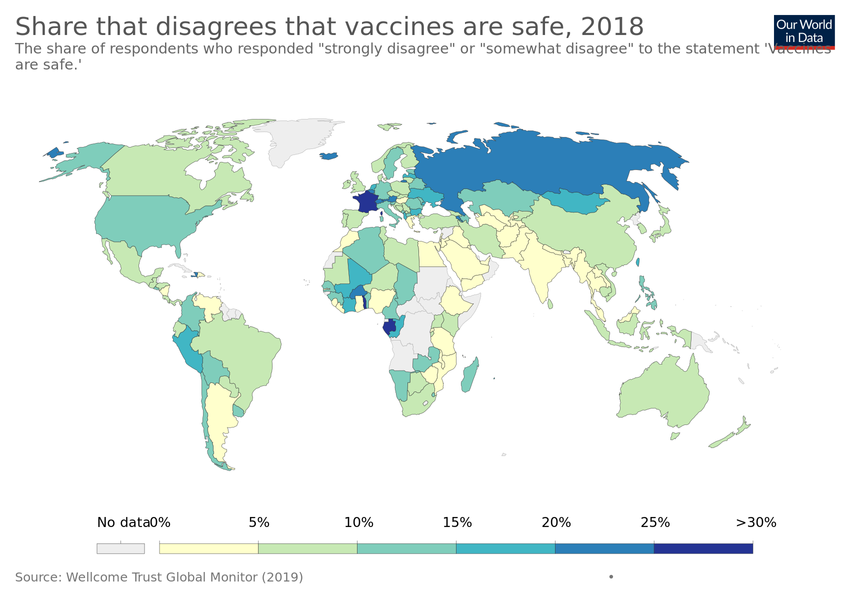 Share that disagrees that vaccines are safe, 2018
Our World
in Data
The share of respondents who responded "strongly disagree" or "somewhat disagree" to the statement 'Vaccines
are safe.'
No data 0% 5% 10% 15% 20% 25% >30%
Source: Wellcome Trust Global Monitor (2019)